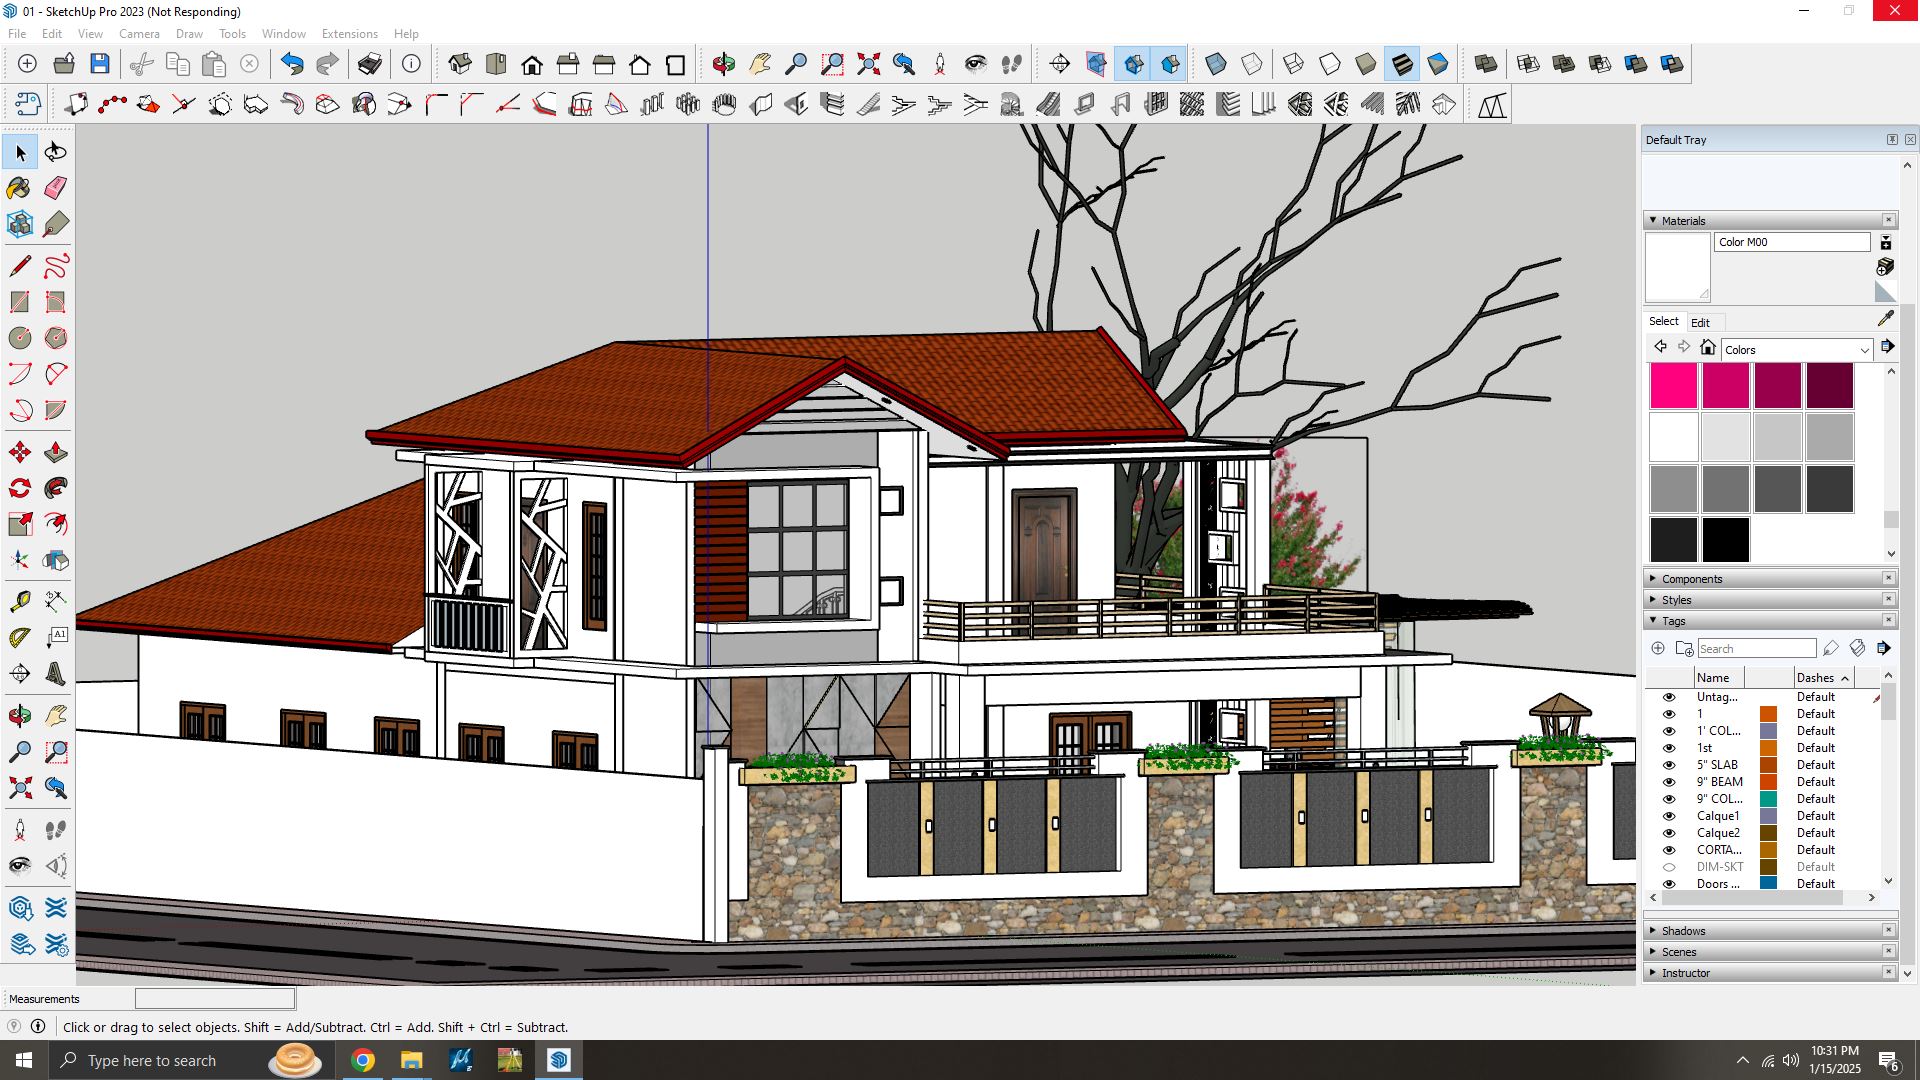 01 - SketchUp Pro 2023 (Not Responding)
File Edit View Camera Draw Tools Window Extensions Help
Default Tray
Materials
Color M00
Select Edit
Colors
Components
Styles
Tags
Search
Name Dashes
Untag... Default
1 Default
1' COL... Default
1st Default
5" SLAB Default
9" BEAM Default
9" COL... Default
Calque1 Default
Calque2 Default
CORTA... Default
DIM-SKT Default
Doors ... Default
Shadows
Scenes
Instructor
A1
Measurements
Click or drag to select objects. Shift = Add/Subtract. Ctrl = Add. Shift + Ctrl = Subtract.
Type here to search
10:31 PM
1/15/2025
6